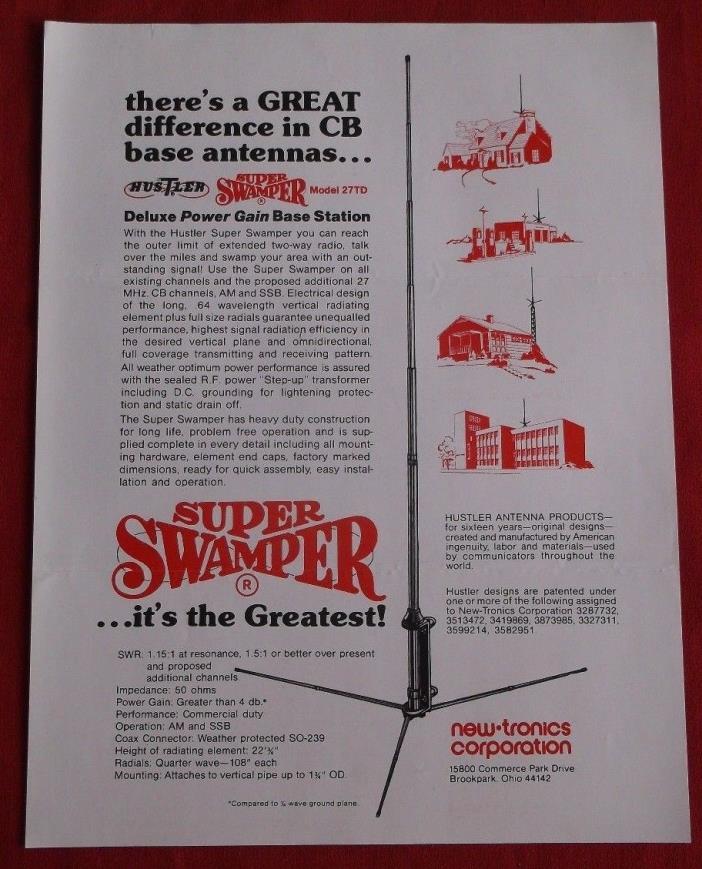 there's a GREAT
difference in CB
base antennas...
HUSTLER SUPER SWAMPER ® Model 27TD
Deluxe Power Gain Base Station
With the Hustler Super Swamper you can reach
the outer limit of extended two-way radio, talk
over the miles and swamp your area with an out-
standing signal! Use the Super Swamper on all
existing channels and the proposed additional 27
MHz. CB channels, AM and SSB. Electrical design
of the long, .64 wavelength vertical radiating
element plus full size radials guarantee unequalled
performance, highest signal radiation efficiency in
the desired vertical plane and omnidirectional,
full coverage transmitting and receiving pattern.
All weather optimum power performance is assured
with the sealed R.F. power "Step-up" transformer
including D.C. grounding for lightening protec-
tion and static drain off.
The Super Swamper has heavy duty construction
for long life, problem free operation and is sup-
plied complete in every detail including all mount-
ing hardware, element end caps, factory marked
dimensions, ready for quick assembly, easy instal-
lation and operation.
SUPER
SWAMPER
®
...it's the Greatest!
SWR: 1.15:1 at resonance, 1.5:1 or better over present
and proposed
additional channels
Impedance: 50 ohms
Power Gain: Greater than 4 db.*
Performance: Commercial duty
Operation: AM and SSB
Coax Connector: Weather protected SO-239
Height of radiating element: 22'¾"
Radials: Quarter wave—108" each
Mounting: Attaches to vertical pipe up to 1¾" OD.
*Compared to ¼ wave ground plane.
HUSTLER ANTENNA PRODUCTS—
for sixteen years—original designs—
created and manufactured by American
ingenuity, labor and materials—used
by communicators throughout the
world.
Hustler designs are patented under
one or more of the following assigned
to New-Tronics Corporation 3287732,
3513472, 3419869, 3873985, 3327311,
3599214, 3582951
new-tronics
corporation
15800 Commerce Park Drive
Brookpark, Ohio 44142